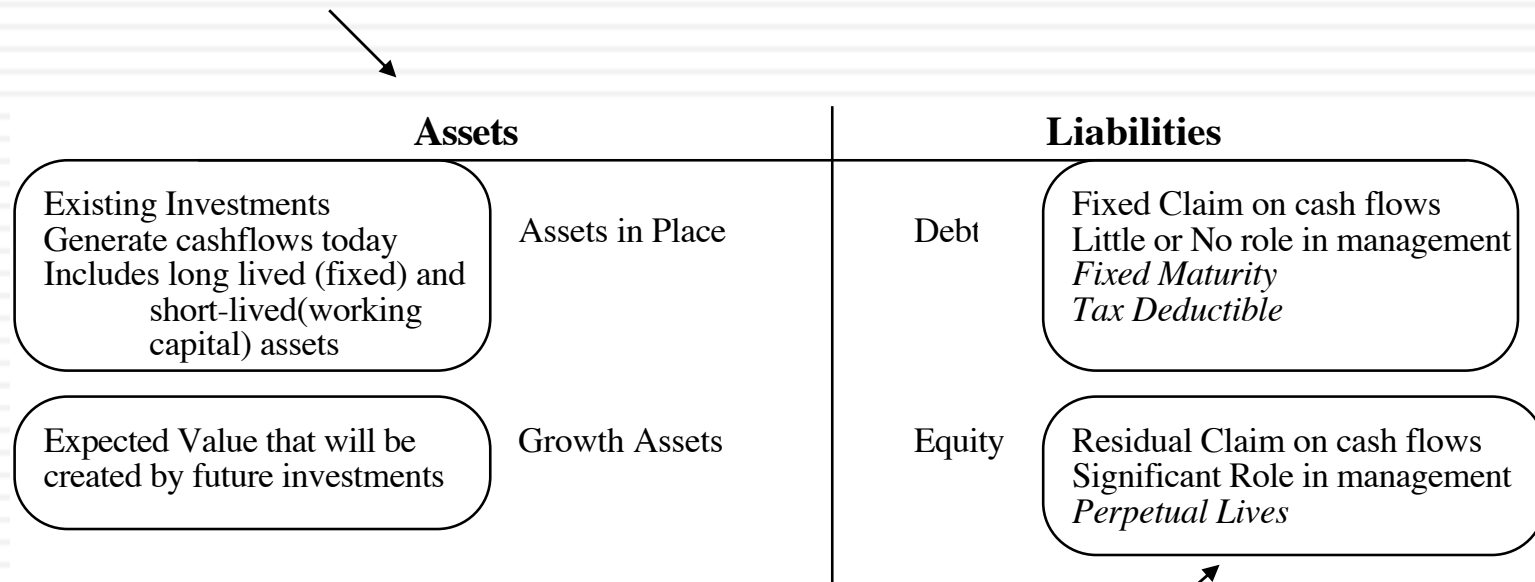 Assets
Liabilities
Existing Investments
Generate cashflows today
Includes long lived (fixed) and
short-lived(working
capital) assets
Assets in Place
Debt
Fixed Claim on cash flows
Little or No role in management
Fixed Maturity
Tax Deductible
Expected Value that will be
created by future investments
Growth Assets
Equity
Residual Claim on cash flows
Significant Role in management
Perpetual Lives